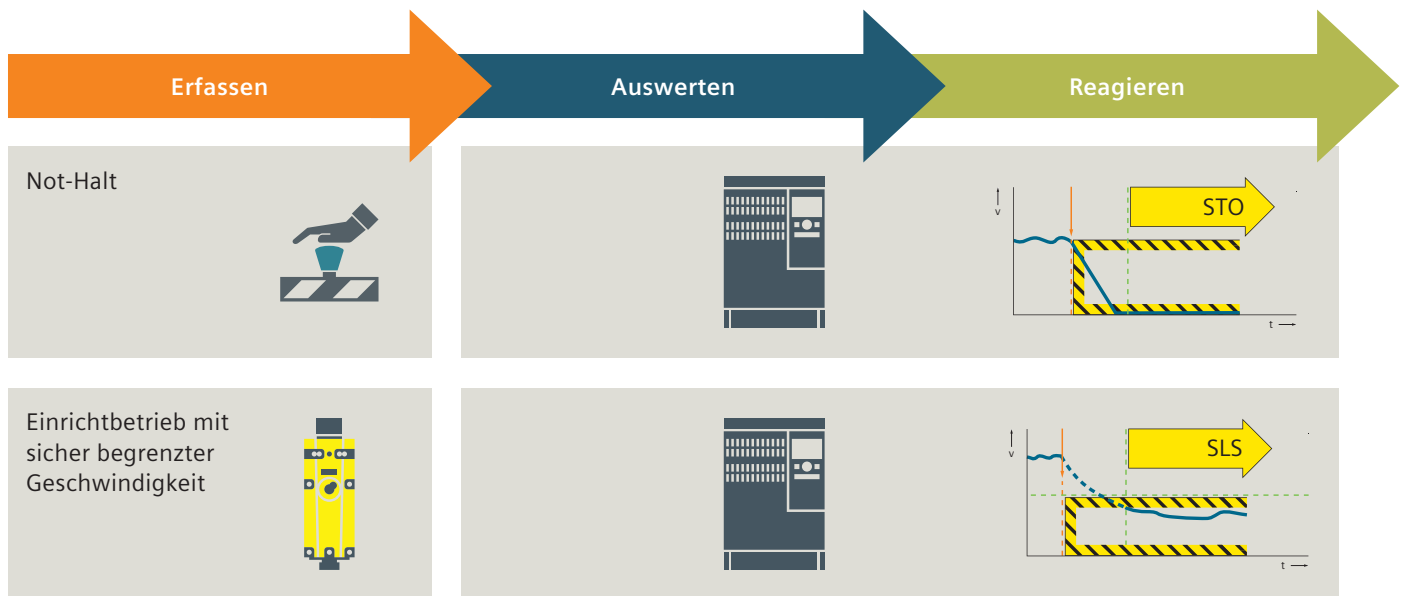 Erfassen
Auswerten
Reagieren
Not-Halt
v
STO
t
Einrichtbetrieb mit
sicher begrenzter
Geschwindigkeit
v
SLS
t